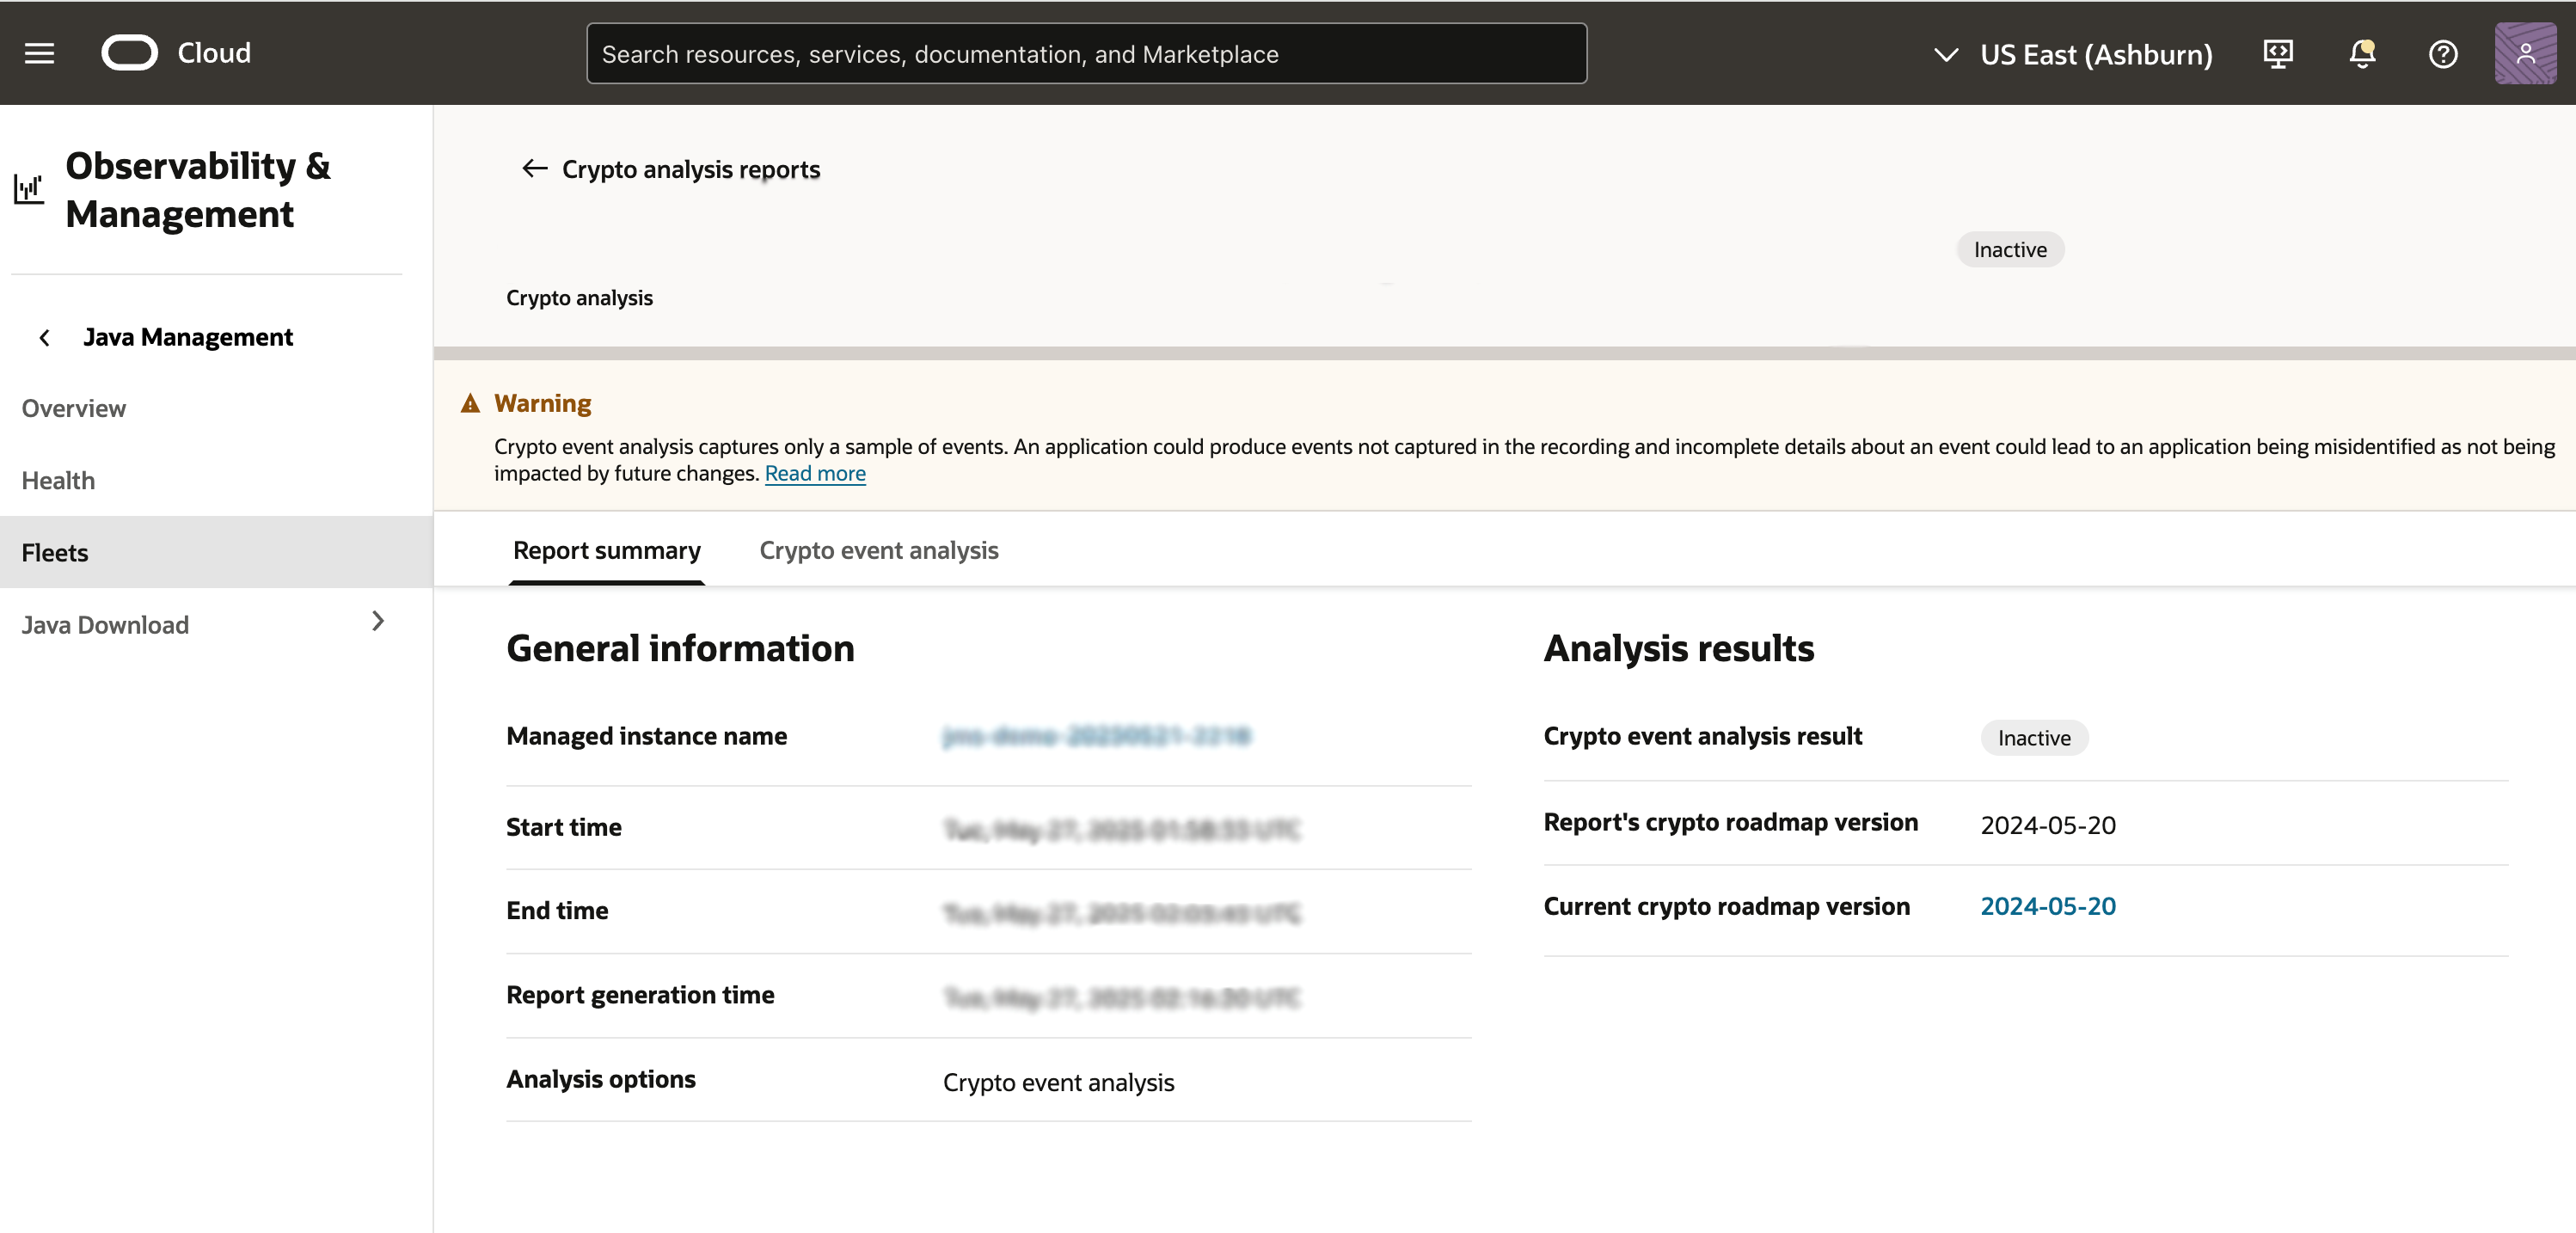 Cloud
Search resources, services, documentation, and Marketplace
US East (Ashburn)
Observability &
Management
Java Management
Overview
Health
Fleets
Java Download
Crypto analysis reports
Inactive
Crypto analysis
Warning
Crypto event analysis captures only a sample of events. An application could produce events not captured in the recording and incomplete details about an event could lead to an application being misidentified as not being
impacted by future changes. Read more
Report summary
Crypto event analysis
General information
Managed instance name
Start time
End time
Report generation time
Analysis options
Crypto event analysis
Analysis results
Crypto event analysis result
Inactive
Report's crypto roadmap version
2024-05-20
Current crypto roadmap version
2024-05-20